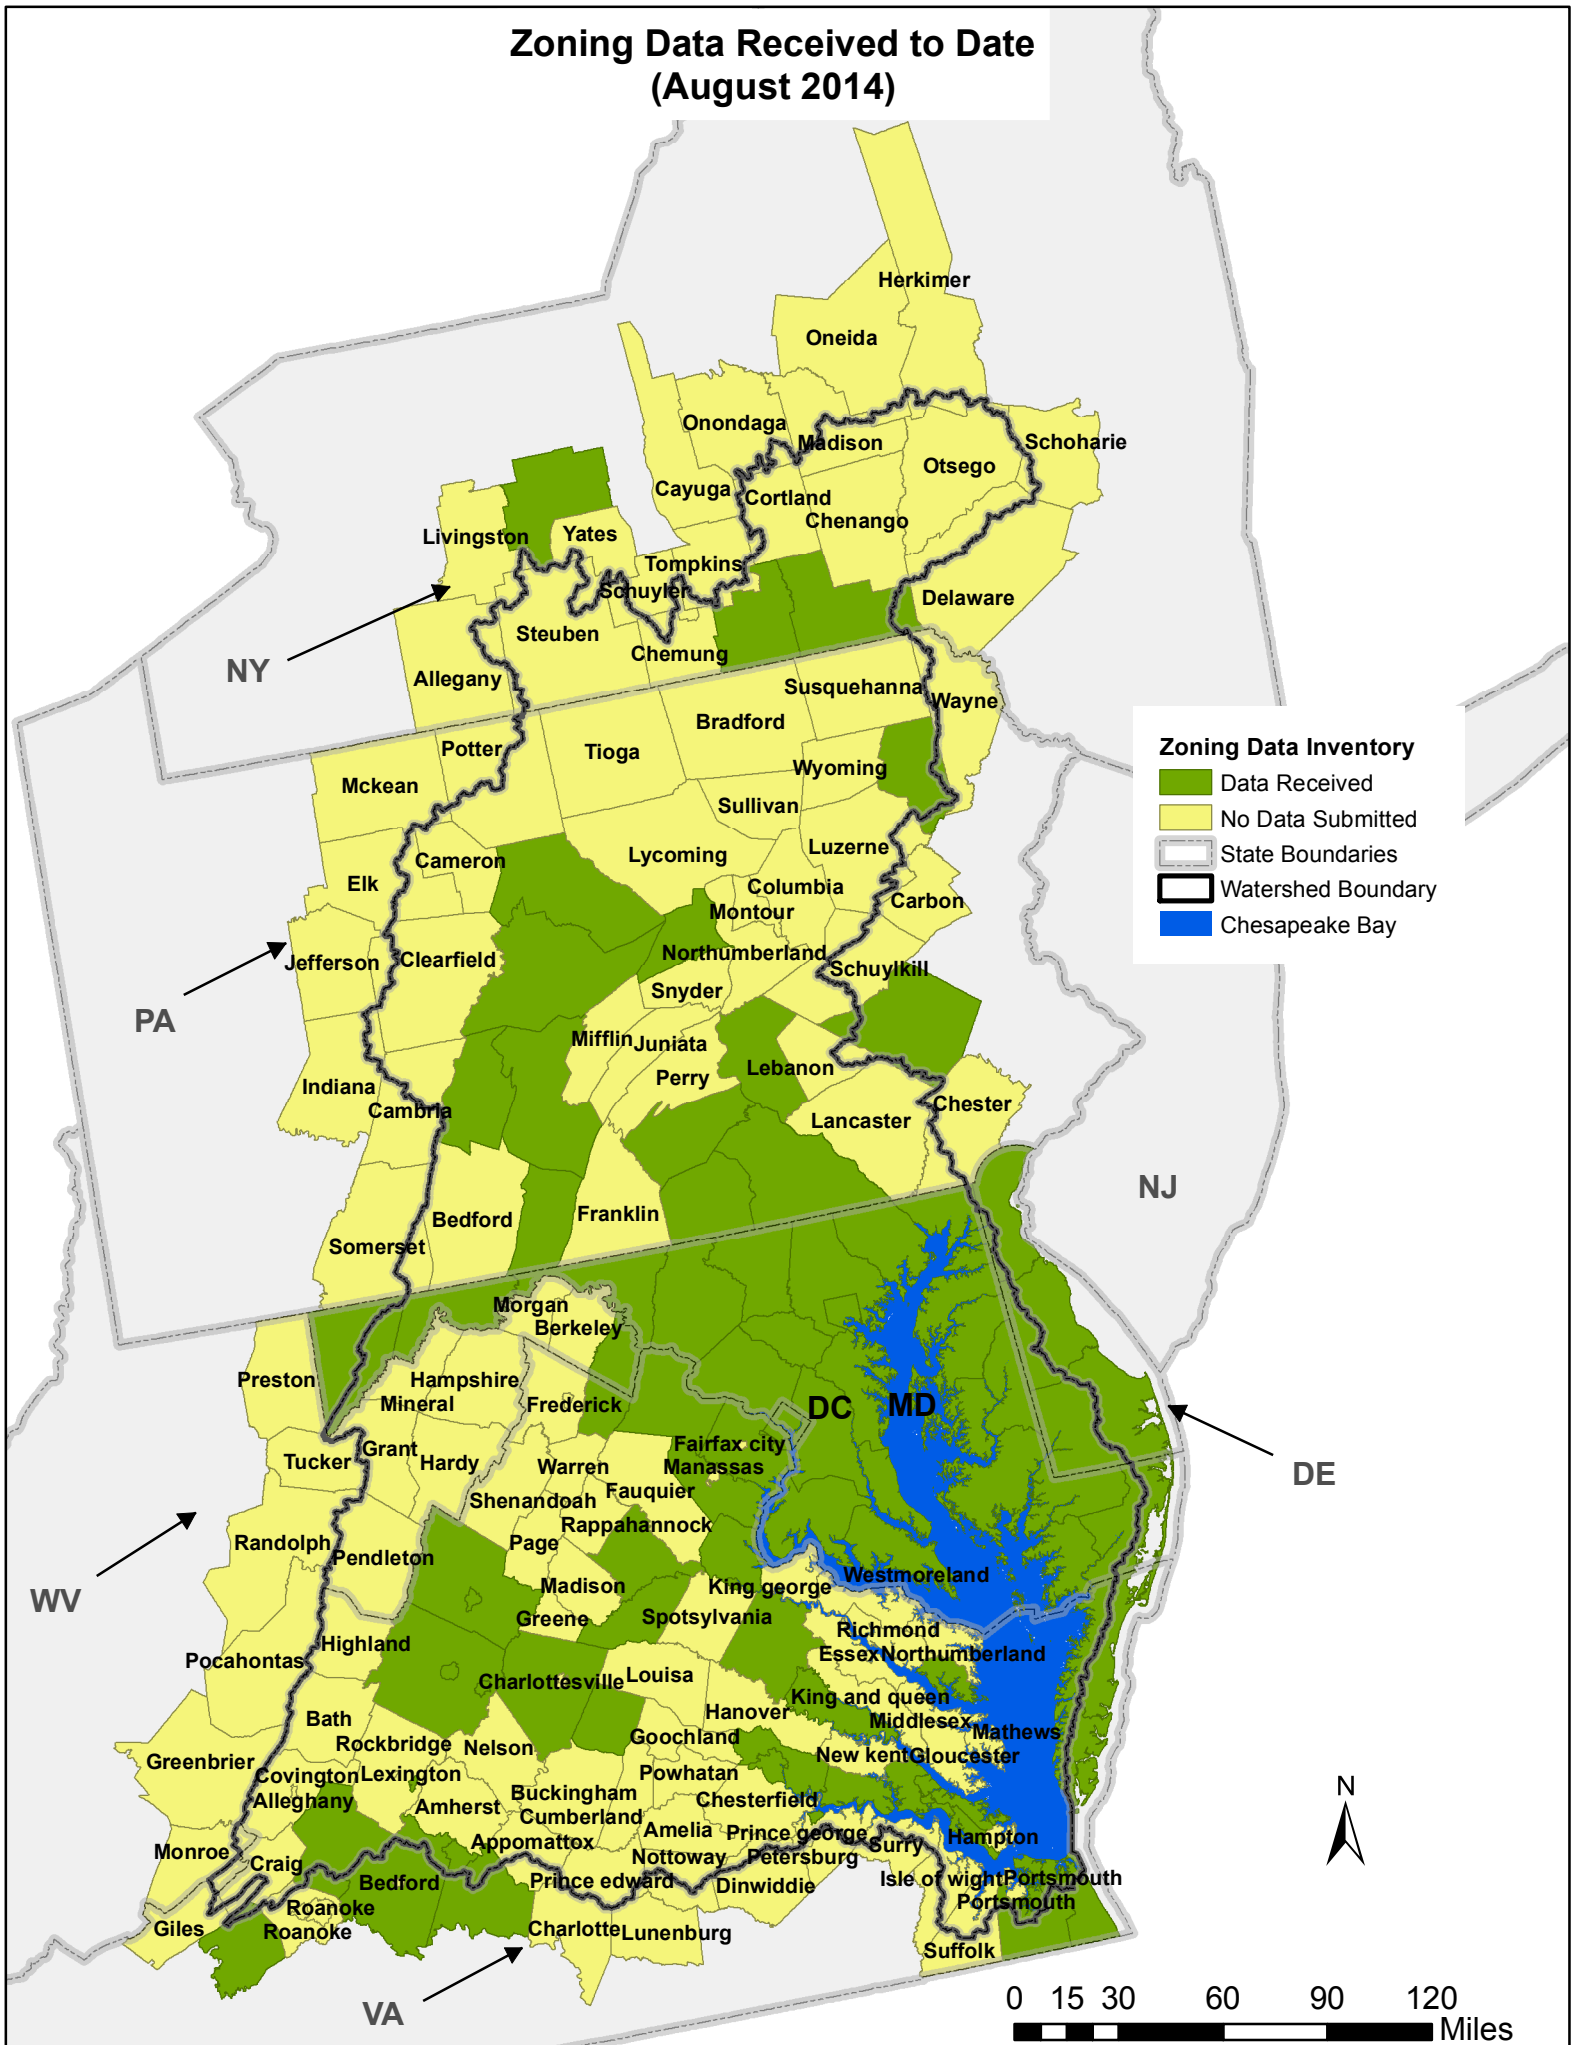 Zoning Data Received to Date
(August 2014)
Herkimer
Oneida
Onondaga
Madison
Schoharie
Otsego
Cayuga
Cortland
Chenango
Livingston
Yates
Tompkins
Schuyler
Delaware
Steuben
Chemung
NY
Allegany
Susquehanna
Wayne
Bradford
Potter
Tioga
Wyoming
Mckean
Sullivan
Zoning Data Inventory
Data Received
No Data Submitted
State Boundaries
Watershed Boundary
Chesapeake Bay
Luzerne
Lycoming
Cameron
Elk
Columbia
Carbon
Montour
Northumberland
Clearfield
Jefferson
Schuylkill
Snyder
PA
Mifflin
Juniata
Lebanon
Perry
Indiana
Cambria
Chester
Lancaster
NJ
Franklin
Bedford
Somerset
Morgan
Berkeley
Preston
Hampshire
Mineral
Frederick
DC
MD
Fairfax city
Grant
Tucker
Hardy
Warren
Manassas
DE
Fauquier
Shenandoah
Rappahannock
Randolph
Page
Pendleton
Westmoreland
Madison
King george
WV
Greene
Spotsylvania
Richmond
Highland
Essex
Northumberland
Pocahontas
Charlottesville
Louisa
King and queen
Hanover
Bath
Middlesex
Mathews
Goochland
Rockbridge
Nelson
New kent
Gloucester
Greenbrier
Covington
Lexington
Powhatan
Buckingham
Alleghany
Chesterfield
Amherst
Cumberland
Amelia
Prince george
Hampton
Appomattox
Surry
Monroe
Nottoway
Petersburg
Craig
Bedford
Prince edward
Isle of wight
Portsmouth
Dinwiddie
Portsmouth
Roanoke
Giles
Roanoke
Charlotte
Lunenburg
Suffolk
VA
N
0 15 30 60 90 120
Miles